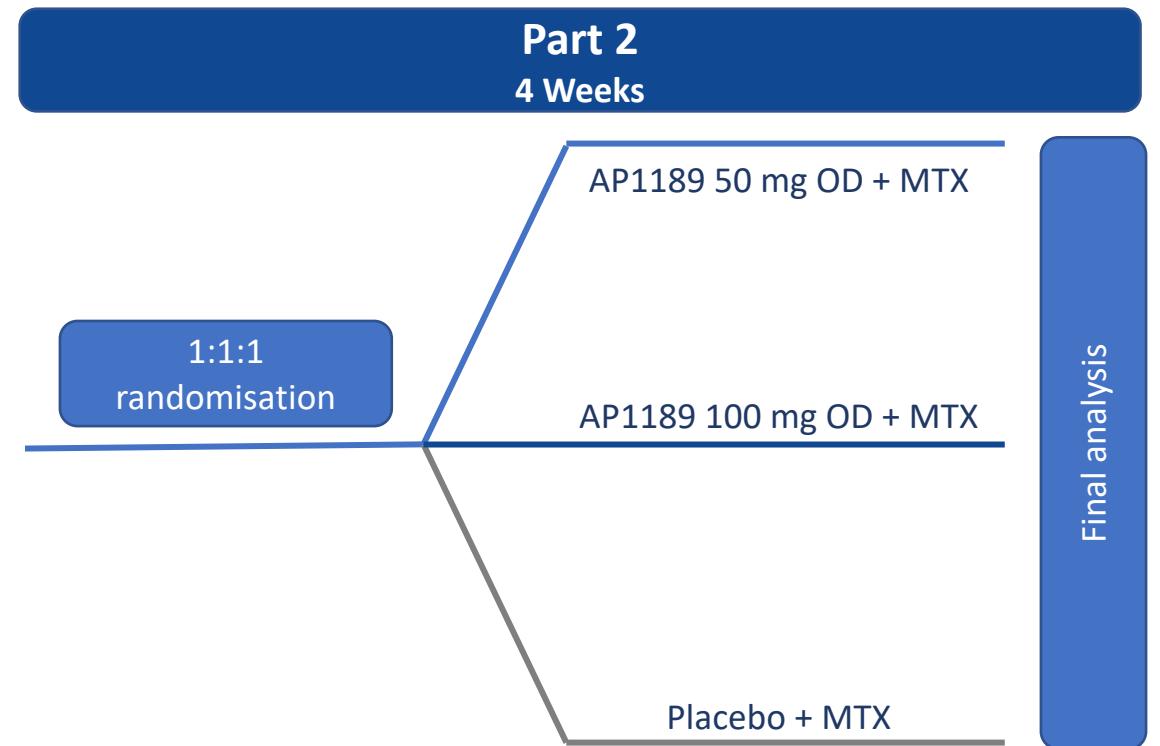 Part 2
4 Weeks
AP1189 50 mg OD + MTX
1:1:1
randomisation
AP1189 100 mg OD + MTX
Final analysis
Placebo + MTX